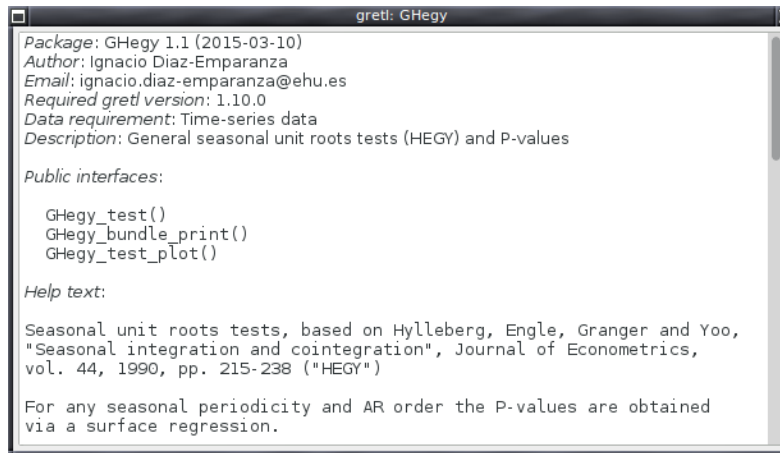 gretl: GHegy
Package: GHegy 1.1 (2015-03-10)
Author: Ignacio Diaz-Emparanza
Email: ignacio.diaz-emparanza@ehu.es
Required gretl version: 1.10.0
Data requirement: Time-series data
Description: General seasonal unit roots tests (HEGY) and P-values
Public interfaces:
GHegy_test()
GHegy_bundle_print()
GHegy_test_plot()
Help text:
Seasonal unit roots tests, based on Hylleberg, Engle, Granger and Yoo,
"Seasonal integration and cointegration", Journal of Econometrics,
vol. 44, 1990, pp. 215-238 ("HEGY")
For any seasonal periodicity and AR order the P-values are obtained
via a surface regression.